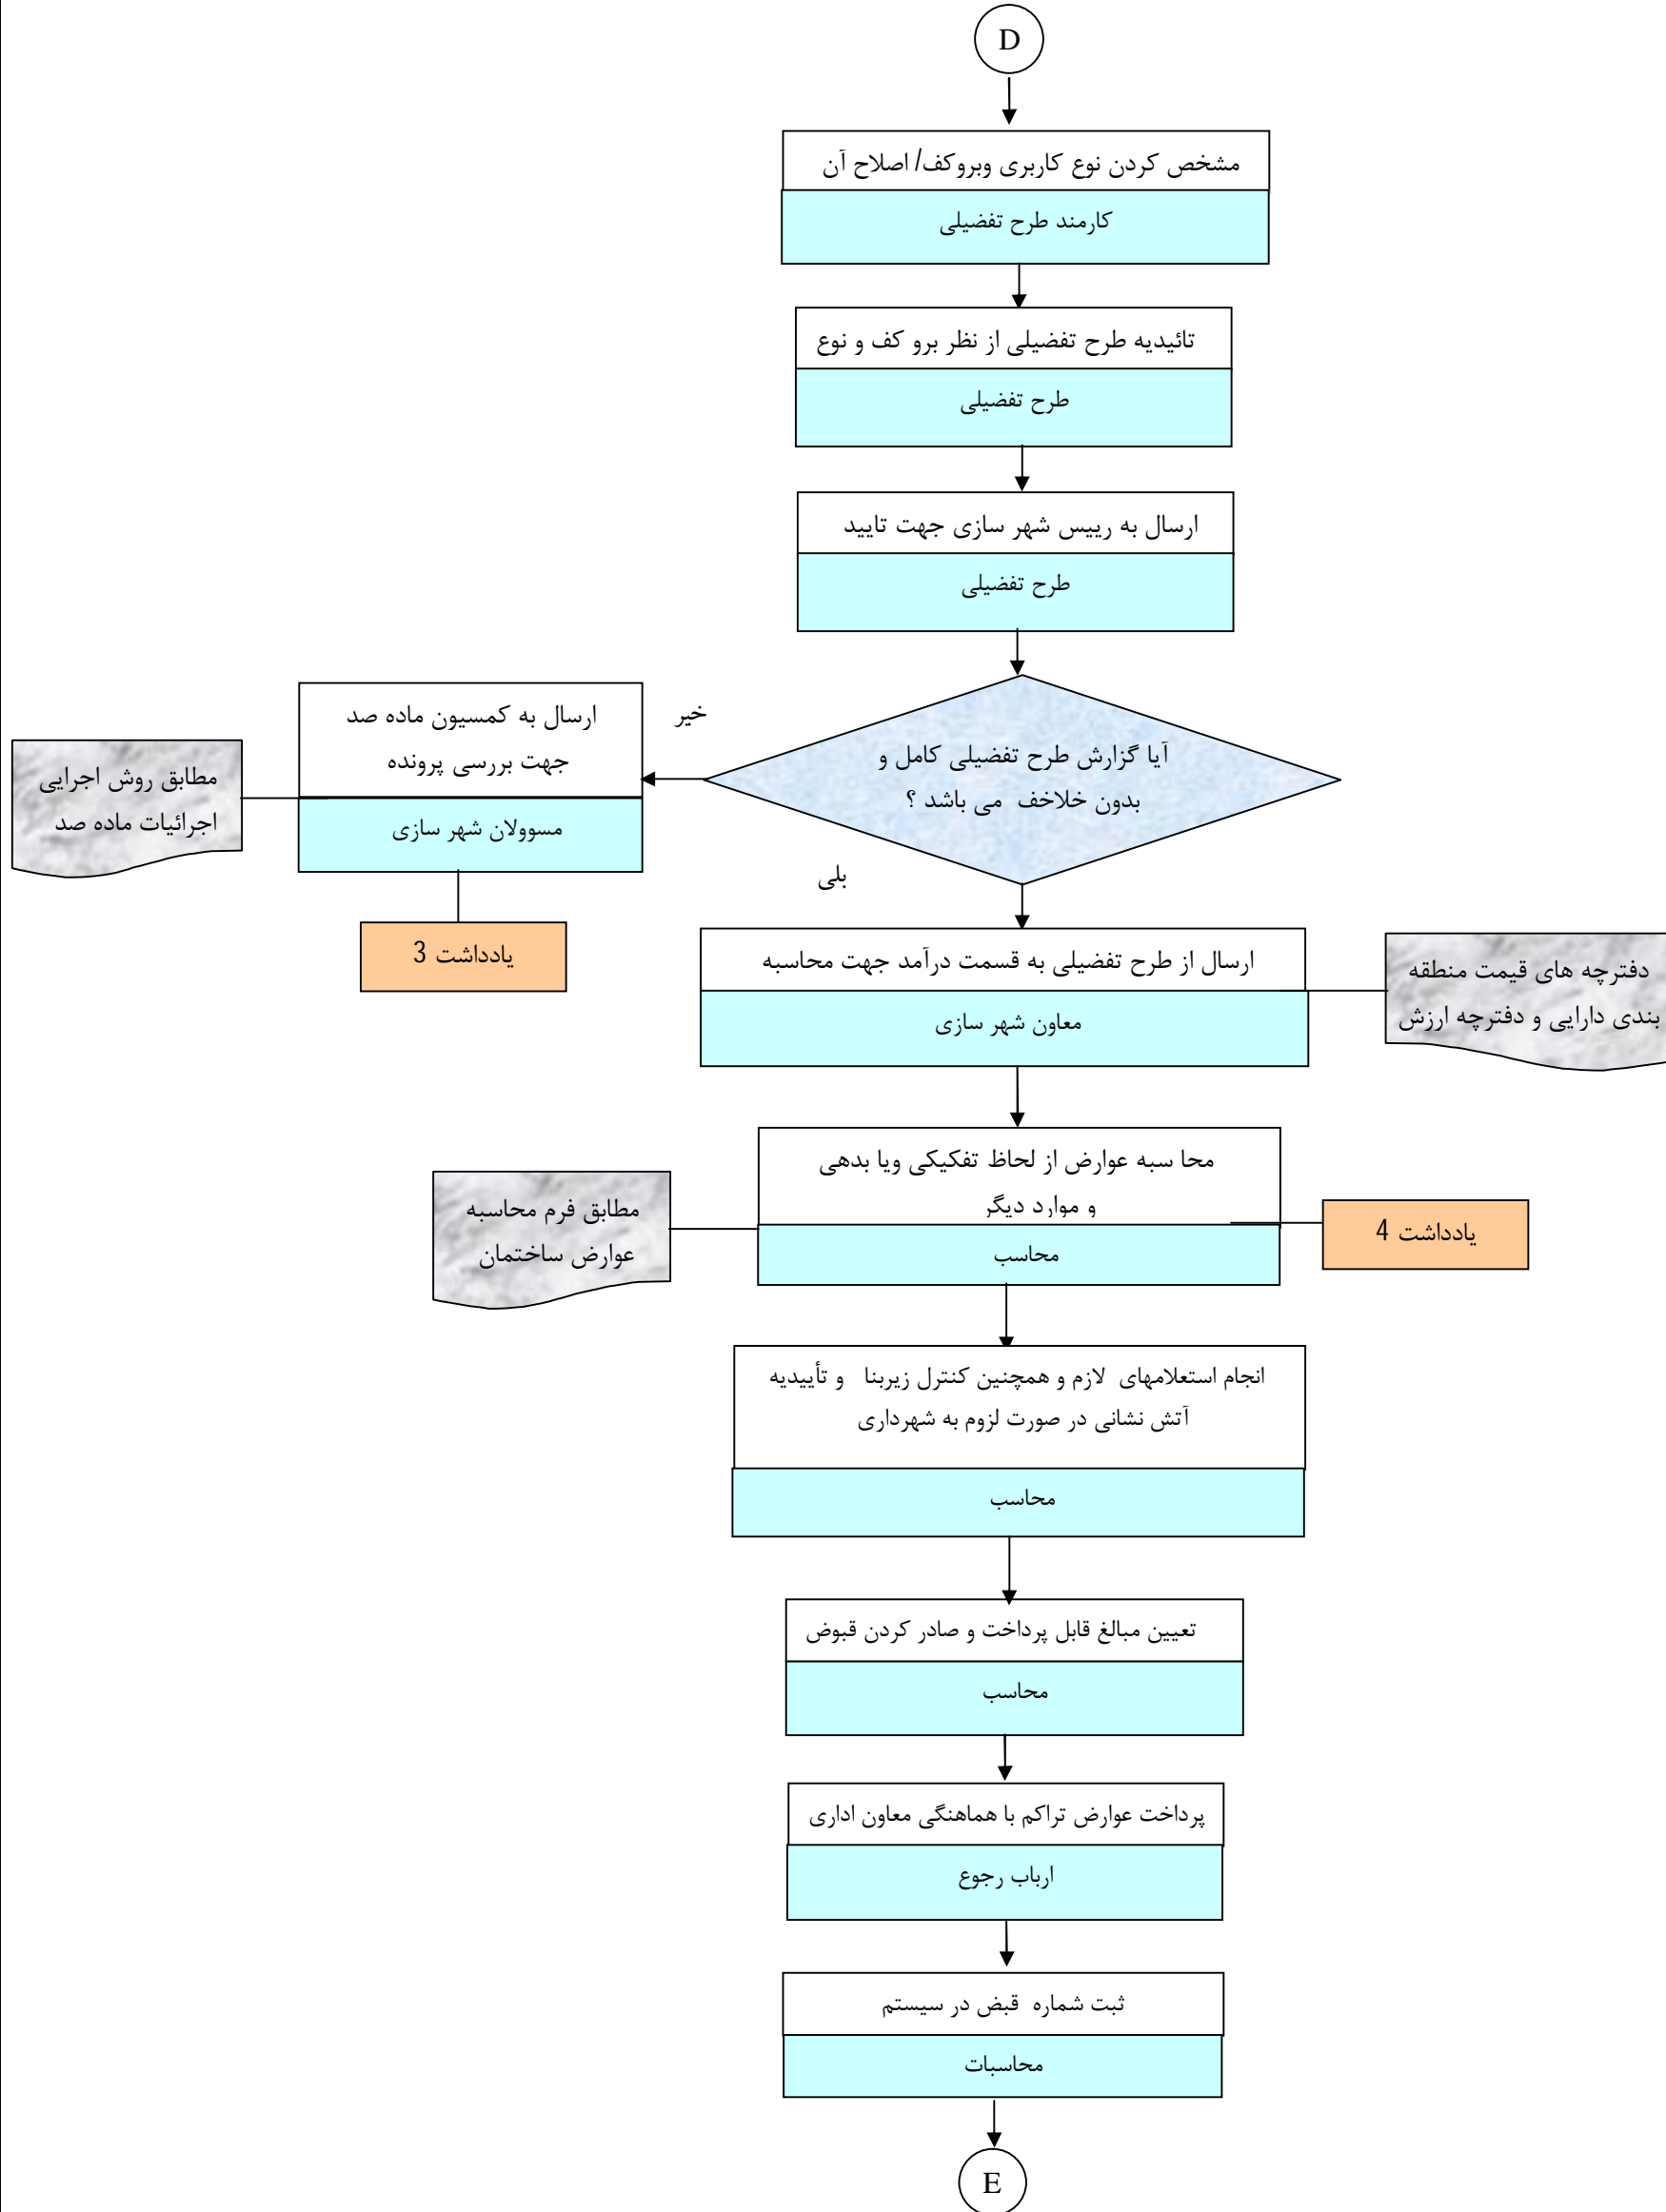 D
مشخص کردن نوع کاربری وبروکف/ اصلاح آن
کارمند طرح تفضیلی
تائیدیه طرح تفضیلی از نظر برو کف و نوع
طرح تفضیلی
ارسال به رییس شهر سازی جهت تایید
طرح تفضیلی
آیا گزارش طرح تفضیلی کامل و
بدون خلاخف می باشد ؟
خیر
ارسال به کمسیون ماده صد
جهت بررسی پرونده
مسوولان شهر سازی
مطابق روش اجرایی
اجرائیات ماده صد
یادداشت 3
بلی
ارسال از طرح تفضیلی به قسمت درآمد جهت محاسبه
معاون شهر سازی
دفترچه های قیمت منطقه
بندی دارایی و دفترچه ارزش
محا سبه عوارض از لحاظ تفکیکی ویا بدهی
و موارد دیگر
محاسب
مطابق فرم محاسبه
عوارض ساختمان
یادداشت 4
انجام استعلامهای لازم و همچنین کنترل زیربنا و تأییدیه
آتش نشانی در صورت لزوم به شهرداری
محاسب
تعیین مبالغ قابل پرداخت و صادر کردن قبوض
محاسب
پرداخت عوارض تراکم با هماهنگی معاون اداری
ارباب رجوع
ثبت شماره قبض در سیستم
محاسبات
E